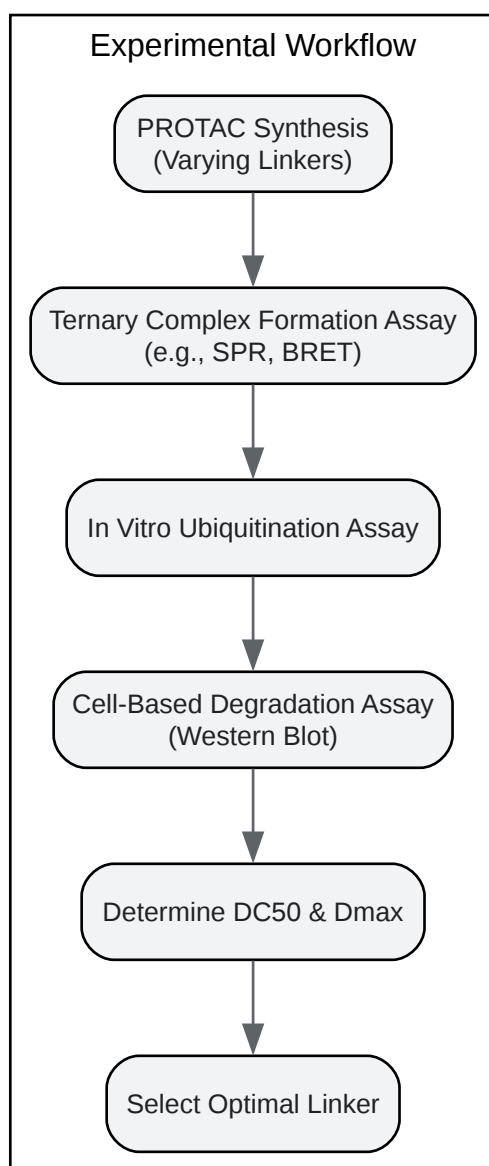 Experimental Workflow
PROTAC Synthesis
(Varying Linkers)
Ternary Complex Formation Assay
(e.g., SPR, BRET)
In Vitro Ubiquitination Assay
Cell-Based Degradation Assay
(Western Blot)
Determine DC50 & Dmax
Select Optimal Linker